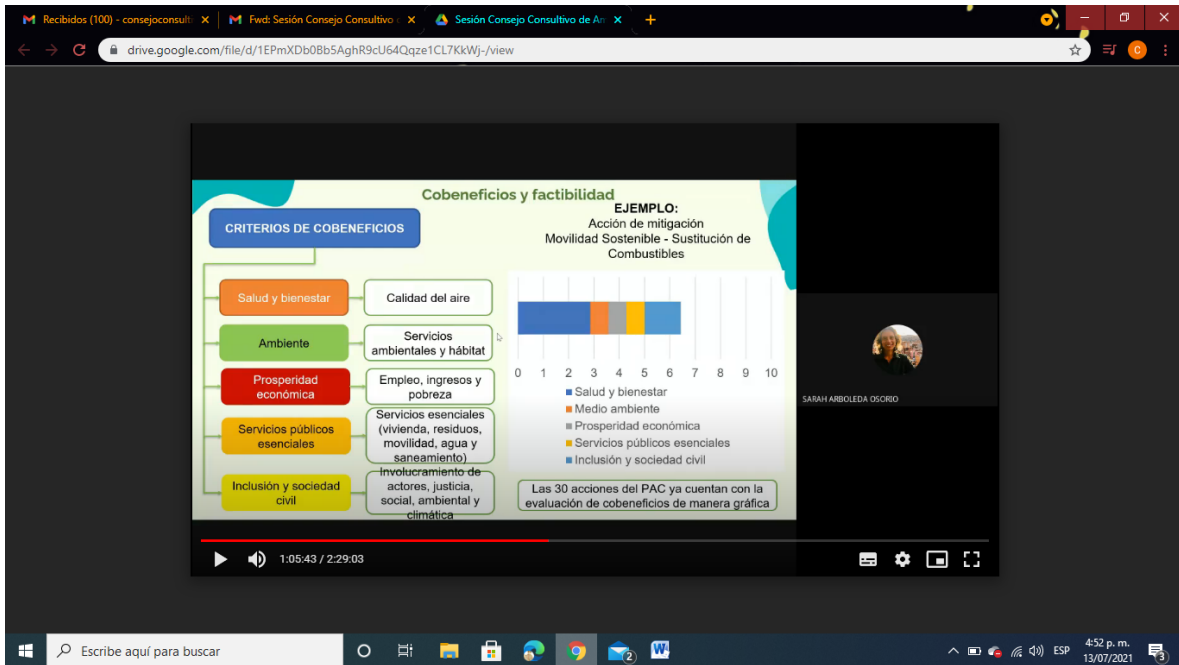 Recibidos (100) - consejoconsult
Fwd: Sesión Consejo Consultivo
Sesión Consejo Consultivo de Am
drive.google.com/file/d/1EPmXDb0Bb5AghR9cU64Qqze1CL7KkWj-/view
Cobeneficios y factibilidad
CRITERIOS DE COBENEFICIOS
Salud y bienestar
Calidad del aire
Ambiente
Servicios
ambientales y hábitat
Prosperidad
económica
Empleo, ingresos y
pobreza
Servicios públicos
esenciales
Servicios esenciales
(vivienda, residuos,
movilidad, agua y
saneamiento)
Inclusión y sociedad
civil
Involucramiento de
actores, justicia,
social, ambiental y
climática
EJEMPLO:
Acción de mitigación
Movilidad Sostenible - Sustitución de
Combustibles
0 1 2 3 4 5 6 7 8 9 10
Salud y bienestar
Medio ambiente
Prosperidad económica
Servicios públicos esenciales
Inclusión y sociedad civil
Las 30 acciones del PAC ya cuentan con la
evaluación de cobeneficios de manera gráfica
SARAH ARBOLEDA OSORIO
1:05:43 / 2:29:03
Escribe aquí para buscar
2
ESP
4:52 p. m.
13/07/2021
3